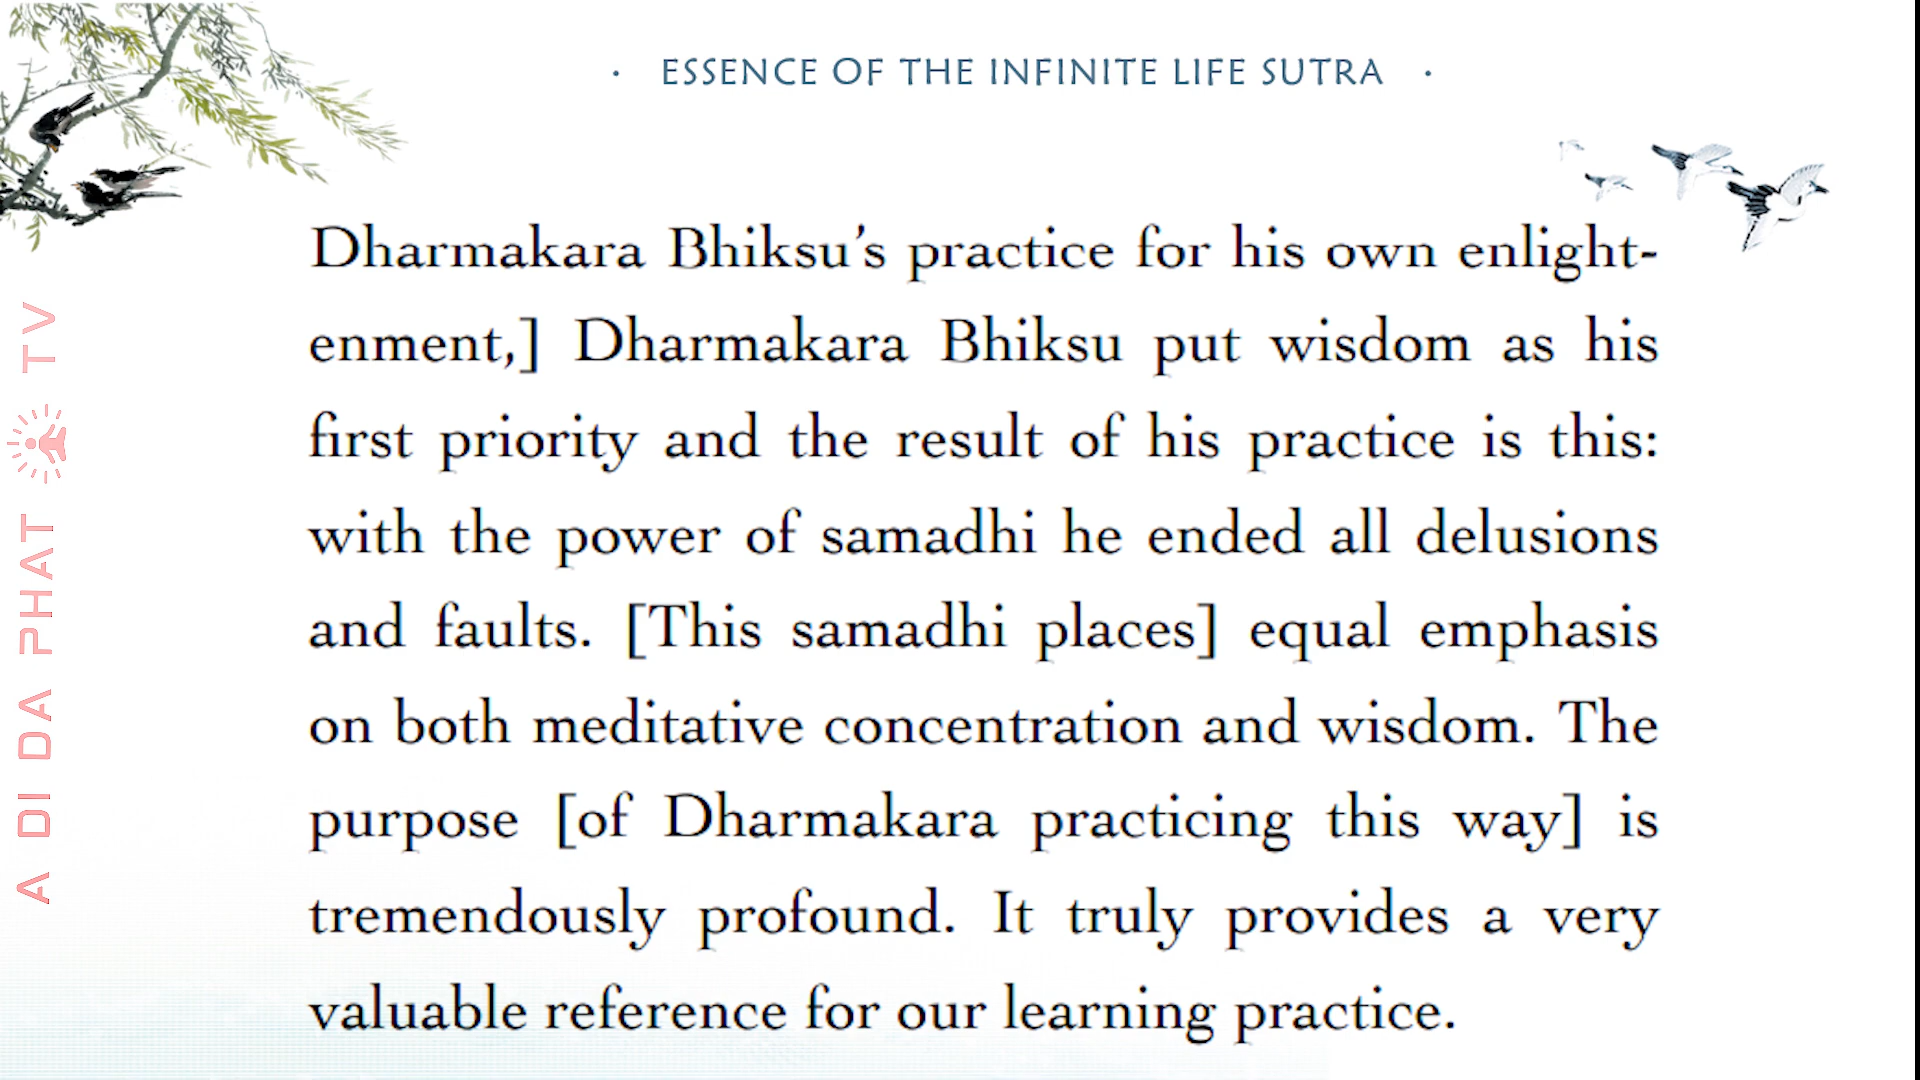 · ESSENCE OF THE INFINITE LIFE SUTRA ·
Dharmakara Bhiksu’s practice for his own enlight-
enment,] Dharmakara Bhiksu put wisdom as his
first priority and the result of his practice is this:
with the power of samadhi he ended all delusions
and faults. [This samadhi places] equal emphasis
on both meditative concentration and wisdom. The
purpose [of Dharmakara practicing this way] is
tremendously profound. It truly provides a very
valuable reference for our learning practice.
A DI DA PHAT TV